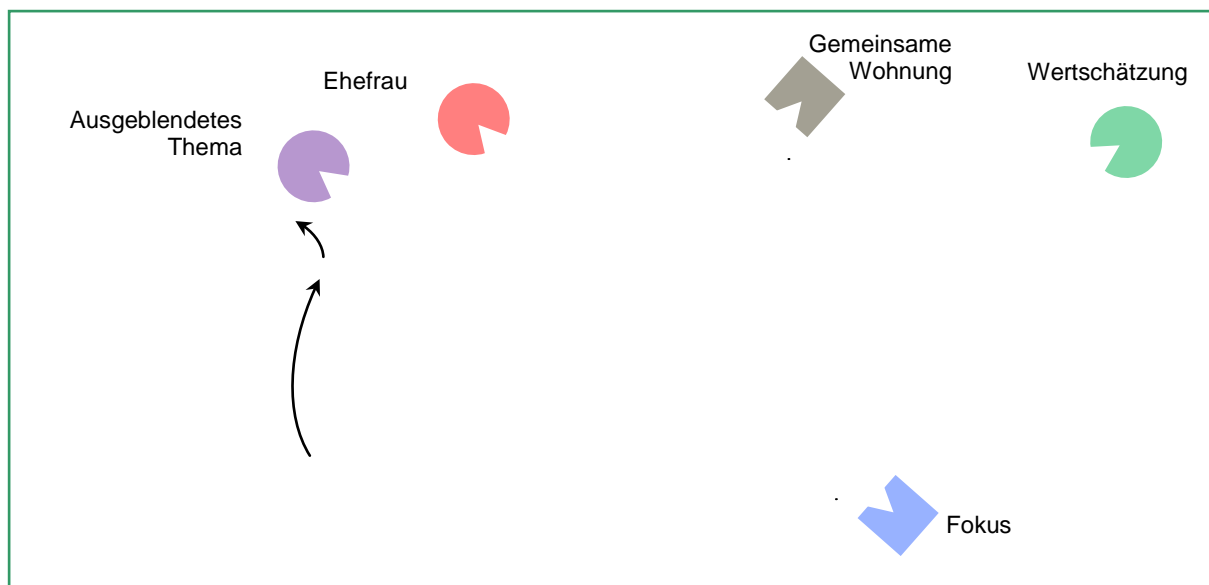 Gemeinsame
Wohnung
Wertschätzung
Ehefrau
Ausgeblendetes
Thema
Fokus